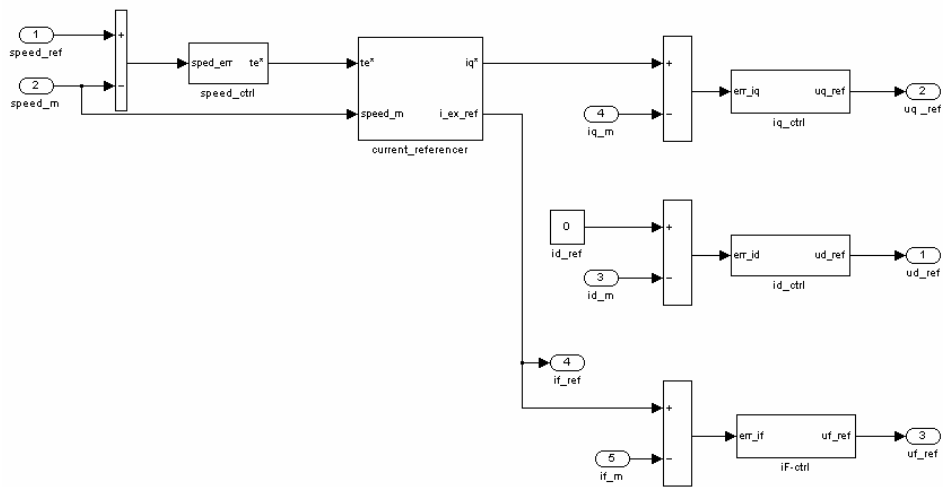 1
+
speed_ref
2
−
speed_m
sped_err te*
speed_ctrl
te* iq*
speed_m i_ex_ref
current_referencer
+
4
−
iq_m
err_iq uq_ref
iq_ctrl
2
uq _ref
0
+
id_ref
3
−
id_m
err_id ud_ref
id_ctrl
1
ud_ref
4
if_ref
+
5
−
if_m
err_if uf_ref
iF-ctrl
3
uf_ref